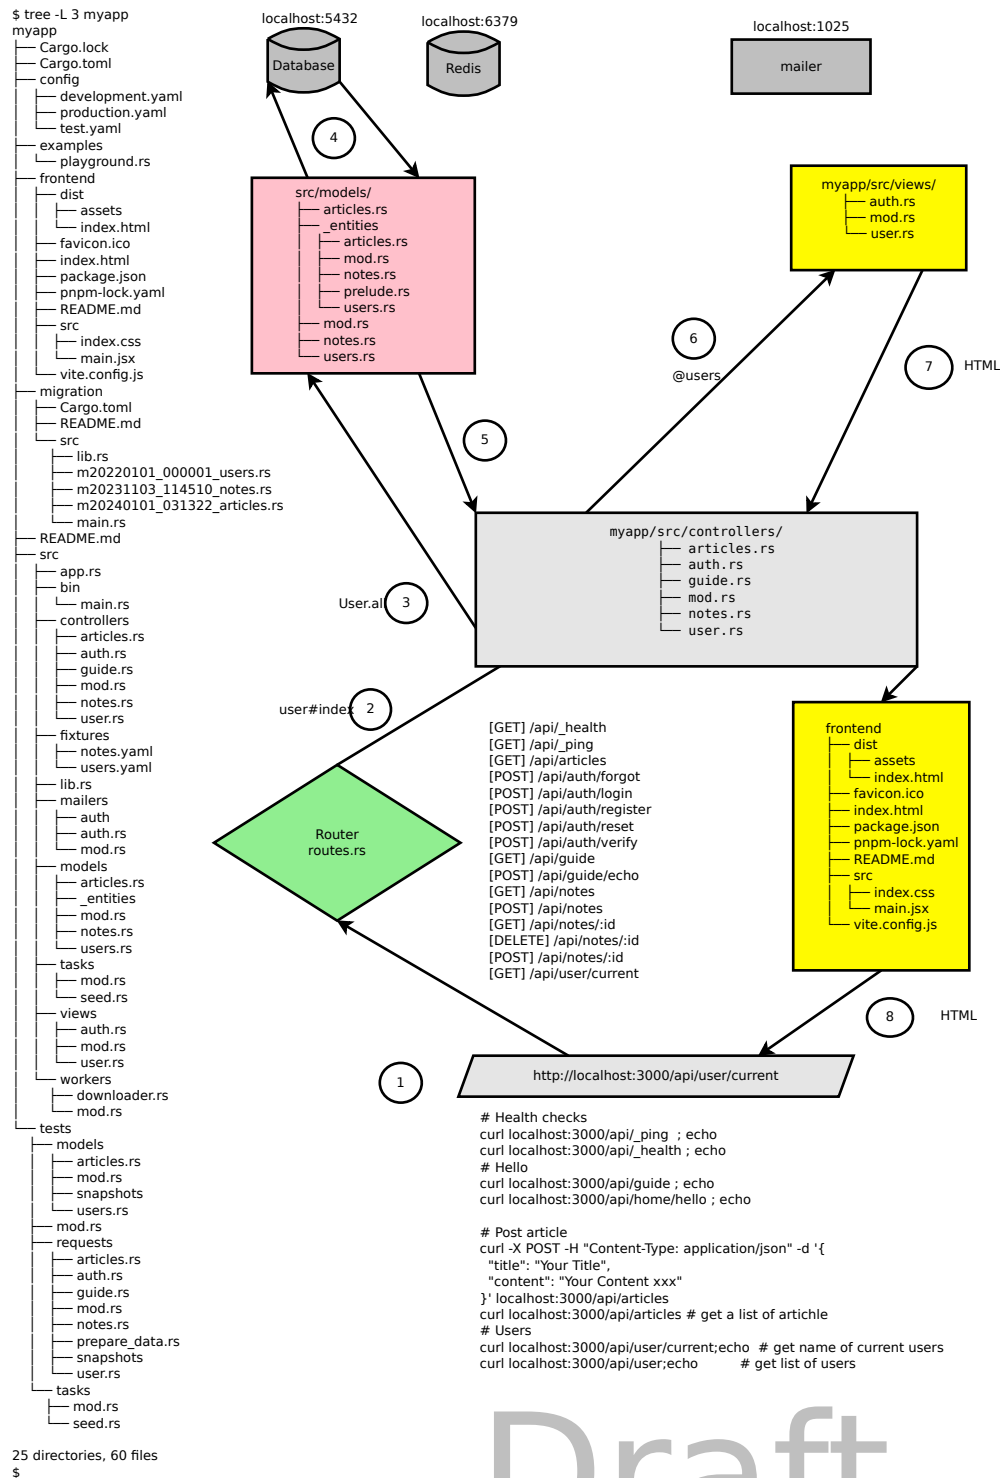 $ tree -L 3 myapp
myapp
├── Cargo.lock
├── Cargo.toml
├── config
│   ├── development.yaml
│   ├── production.yaml
│   └── test.yaml
├── examples
│   └── playground.rs
├── frontend
│   ├── dist
│   │   ├── assets
│   │   └── index.html
│   ├── favicon.ico
│   ├── index.html
│   ├── package.json
│   ├── pnpm-lock.yaml
│   ├── README.md
│   ├── src
│   │   ├── index.css
│   │   └── main.jsx
│   └── vite.config.js
├── migration
│   ├── Cargo.toml
│   ├── README.md
│   └── src
│       ├── lib.rs
│       ├── m20220101_000001_users.rs
│       ├── m20231103_114510_notes.rs
│       ├── m20240101_031322_articles.rs
│       └── main.rs
├── README.md
├── src
│   ├── app.rs
│   ├── bin
│   │   └── main.rs
│   ├── controllers
│   │   ├── articles.rs
│   │   ├── auth.rs
│   │   ├── guide.rs
│   │   ├── mod.rs
│   │   ├── notes.rs
│   │   └── user.rs
│   ├── fixtures
│   │   ├── notes.yaml
│   │   └── users.yaml
│   ├── lib.rs
│   ├── mailers
│   │   ├── auth
│   │   ├── auth.rs
│   │   └── mod.rs
│   ├── models
│   │   ├── articles.rs
│   │   ├── _entities
│   │   ├── mod.rs
│   │   ├── notes.rs
│   │   └── users.rs
│   ├── tasks
│   │   ├── mod.rs
│   │   └── seed.rs
│   ├── views
│   │   ├── auth.rs
│   │   ├── mod.rs
│   │   └── user.rs
│   └── workers
│       ├── downloader.rs
│       └── mod.rs
└── tests
    ├── models
    │   ├── articles.rs
    │   ├── mod.rs
    │   ├── snapshots
    │   └── users.rs
    ├── mod.rs
    ├── requests
    │   ├── articles.rs
    │   ├── auth.rs
    │   ├── guide.rs
    │   ├── mod.rs
    │   ├── notes.rs
    │   ├── prepare_data.rs
    │   ├── snapshots
    │   └── user.rs
    └── tasks
        ├── mod.rs
        └── seed.rs
25 directories, 60 files
$
localhost:5432
Database
localhost:6379
Redis
localhost:1025
mailer
4
src/models/
├── articles.rs
├── _entities
│   ├── articles.rs
│   ├── mod.rs
│   ├── notes.rs
│   ├── prelude.rs
│   └── users.rs
├── mod.rs
├── notes.rs
└── users.rs
myapp/src/views/
├── auth.rs
├── mod.rs
└── user.rs
6
@users
7
HTML
5
myapp/src/controllers/
├── articles.rs
├── auth.rs
├── guide.rs
├── mod.rs
├── notes.rs
└── user.rs
User.al
3
user#index
2
Router
routes.rs
[GET] /api/_health
[GET] /api/_ping
[GET] /api/articles
[POST] /api/auth/forgot
[POST] /api/auth/login
[POST] /api/auth/register
[POST] /api/auth/reset
[POST] /api/auth/verify
[GET] /api/guide
[POST] /api/guide/echo
[GET] /api/notes
[POST] /api/notes
[GET] /api/notes/:id
[DELETE] /api/notes/:id
[POST] /api/notes/:id
[GET] /api/user/current
frontend
├── dist
│   ├── assets
│   └── index.html
├── favicon.ico
├── index.html
├── package.json
├── pnpm-lock.yaml
├── README.md
├── src
│   ├── index.css
│   └── main.jsx
└── vite.config.js
8
HTML
1
http://localhost:3000/api/user/current
# Health checks
curl localhost:3000/api/_ping  ; echo
curl localhost:3000/api/_health ; echo
# Hello
curl localhost:3000/api/guide ; echo
curl localhost:3000/api/home/hello ; echo
# Post article
curl -X POST -H "Content-Type: application/json" -d '{
  "title": "Your Title",
  "content": "Your Content xxx"
}' localhost:3000/api/articles
curl localhost:3000/api/articles # get a list of artichle
# Users
curl localhost:3000/api/user/current;echo  # get name of current users
curl localhost:3000/api/user;echo          # get list of users
Draft